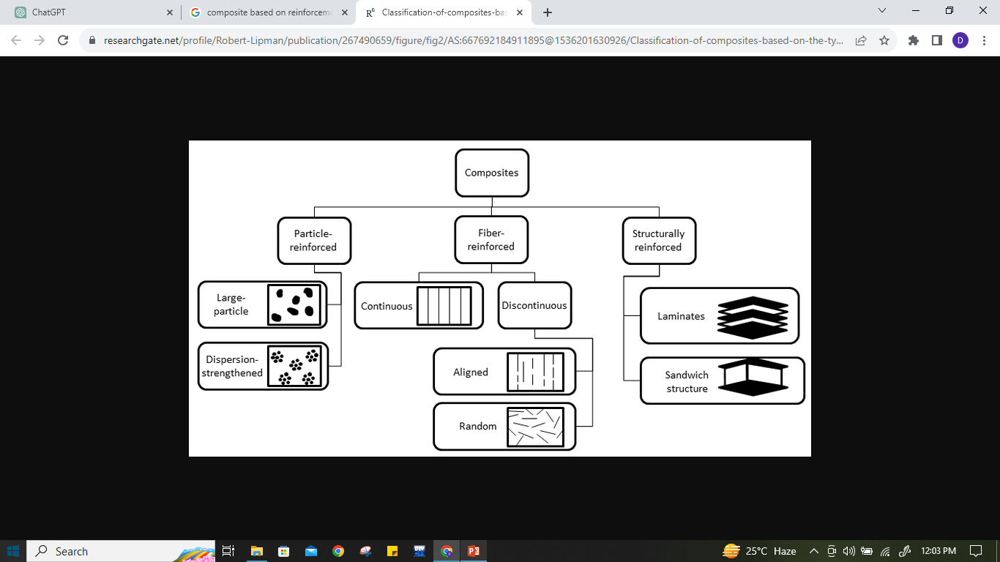 ChatGPT
composite based on reinforceme
Classification-of-composites-bas
researchgate.net/profile/Robert-Lipman/publication/267490659/figure/fig2/AS:667692184911895@1536201630926/Classification-of-composites-based-on-the-ty...
D
Composites
Particle-
reinforced
Fiber-
reinforced
Structurally
reinforced
Large-
particle
Continuous
Discontinuous
Laminates
Dispersion-
strengthened
Aligned
Sandwich
structure
Random
Search
25°C Haze
12:03 PM